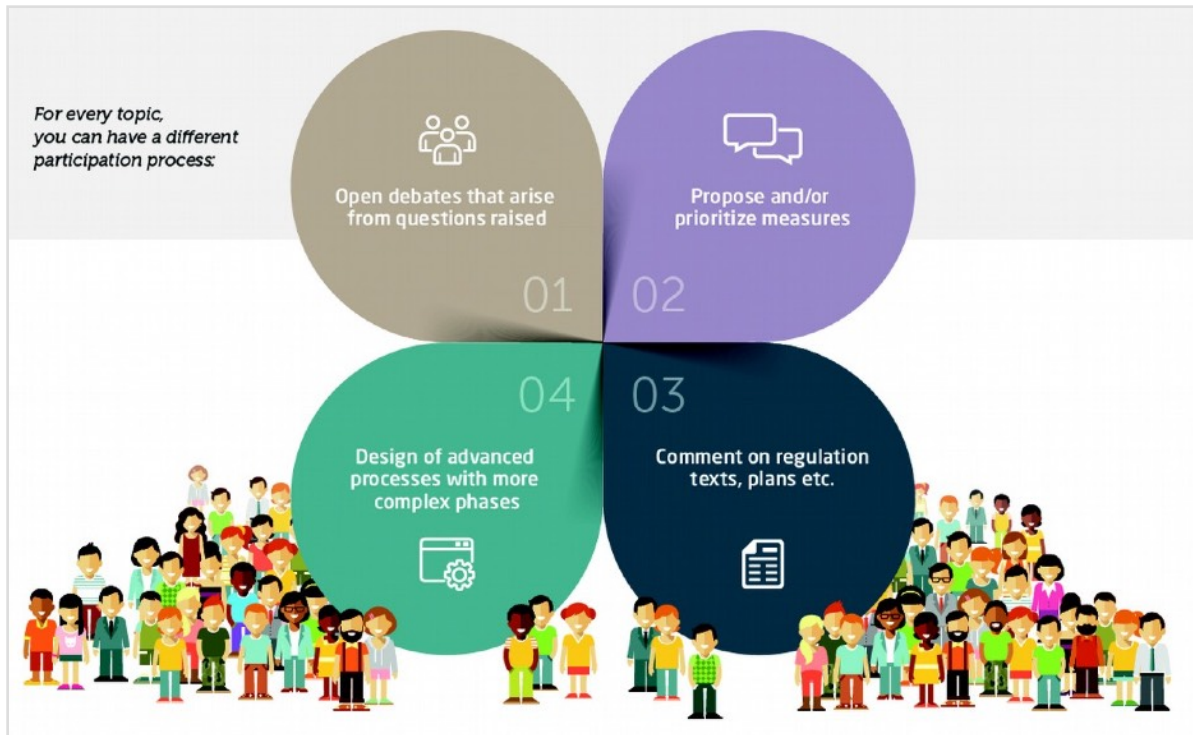 For every topic,
you can have a different
participation process:
Open debates that arise
from questions raised
01
Propose and/or
prioritize measures
02
03
Comment on regulation
texts, plans etc.
04
Design of advanced
processes with more
complex phases